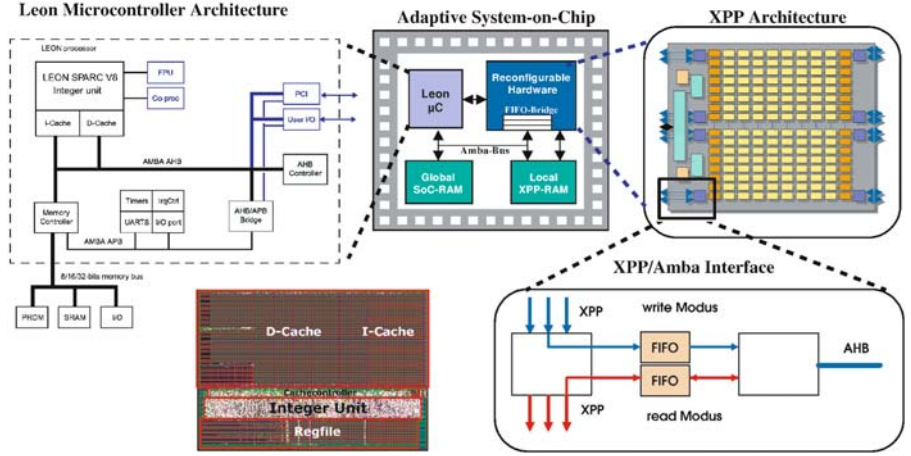 Leon Microcontroller Architecture
LEON processor
LEON SPARC V8
Integer unit
FPU
Co-proc
I-Cache
D-Cache
PCI
User I/O
AMBA AHB
AHB
Controller
Memory
Controller
Timers
IrqCtrl
UARTS
I/O port
AHB/APB
Bridge
AMBA APB
8/16/32-bits memory bus
PROM
SRAM
I/O
Adaptive System-on-Chip
Leon
µC
Reconfigurable
Hardware
FIFO-Bridge
Amba-Bus
Global
SoC-RAM
Local
XPP-RAM
XPP Architecture
D-Cache
I-Cache
Cachecontroller
Integer Unit
Regfile
XPP/Amba Interface
XPP
write Modus
FIFO
AHB
FIFO
XPP
read Modus